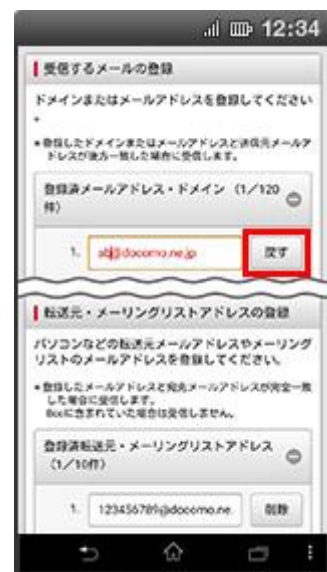 12:34
受信するメールの登録
ドメインまたはメールアドレスを登録してください
。
*登録したドメインまたはメールアドレスと送信元メールア
ドレスが後方一致した場合に受信します。
登録済メールアドレス・ドメイン (1/120
件)
1. ab@docomo.ne.jp 戻す
転送元・メーリングリストアドレスの登録
パソコンなどの転送元メールアドレスやメーリング
リストのメールアドレスを登録してください。
*登録したメールアドレスと宛先メールアドレスが完全一致
した場合に受信します。
Bccに含まれていた場合は受信しません。
登録済転送元・メーリングリストアドレス
(1/10件)
1. 123456789@docomo.ne. 削除